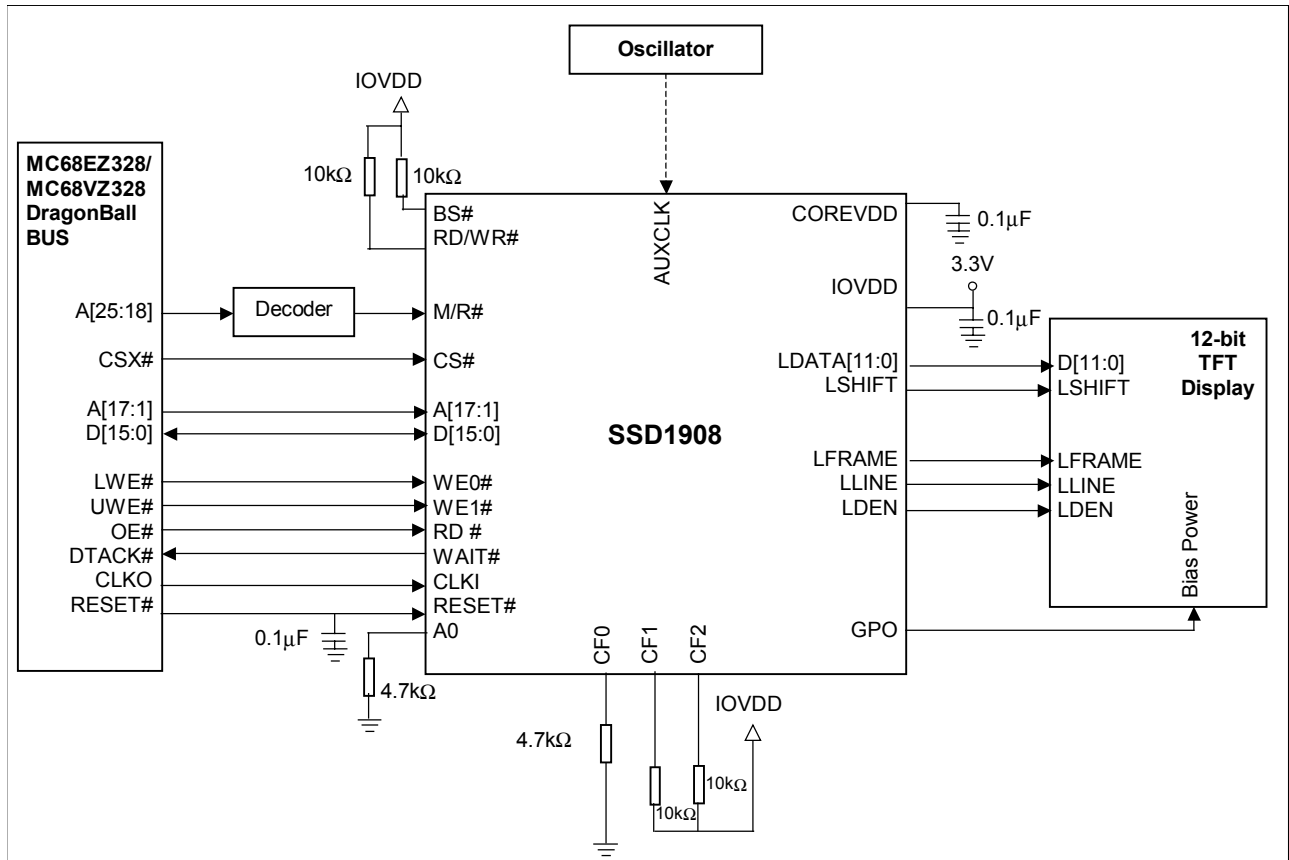 Oscillator
IOVDD
10kΩ
10kΩ
MC68EZ328/
MC68VZ328
DragonBall
BUS
A[25:18]
CSX#
A[17:1]
D[15:0]
LWE#
UWE#
OE#
DTACK#
CLKO
RESET#
Decoder
0.1µF
4.7kΩ
BS#
RD/WR#
M/R#
CS#
A[17:1]
D[15:0]
WE0#
WE1#
RD #
WAIT#
CLKI
RESET#
A0
AUXCLK
SSD1908
CF0
CF1
CF2
COREVDD
IOVDD
LDATA[11:0]
LSHIFT
LFRAME
LLINE
LDEN
GPO
0.1µF
3.3V
0.1µF
12-bit
TFT
Display
D[11:0]
LSHIFT
LFRAME
LLINE
LDEN
Bias Power
4.7kΩ
10kΩ
10kΩ
IOVDD